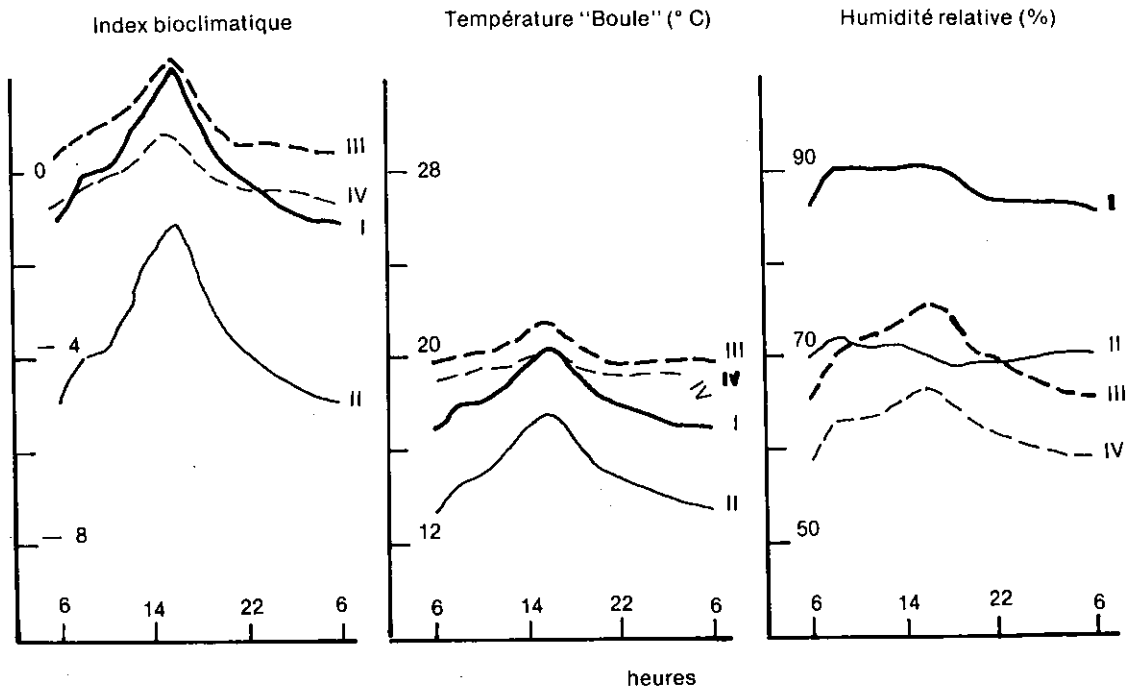 Index bioclimatique
Température "Boule" (° C)
Humidité relative (%)
0
— 4
— 8
III
IV
I
II
6 14 22 6
28
20
12
III
IV
I
II
6 14 22 6
90
70
50
I
II
III
IV
6 14 22 6
heures